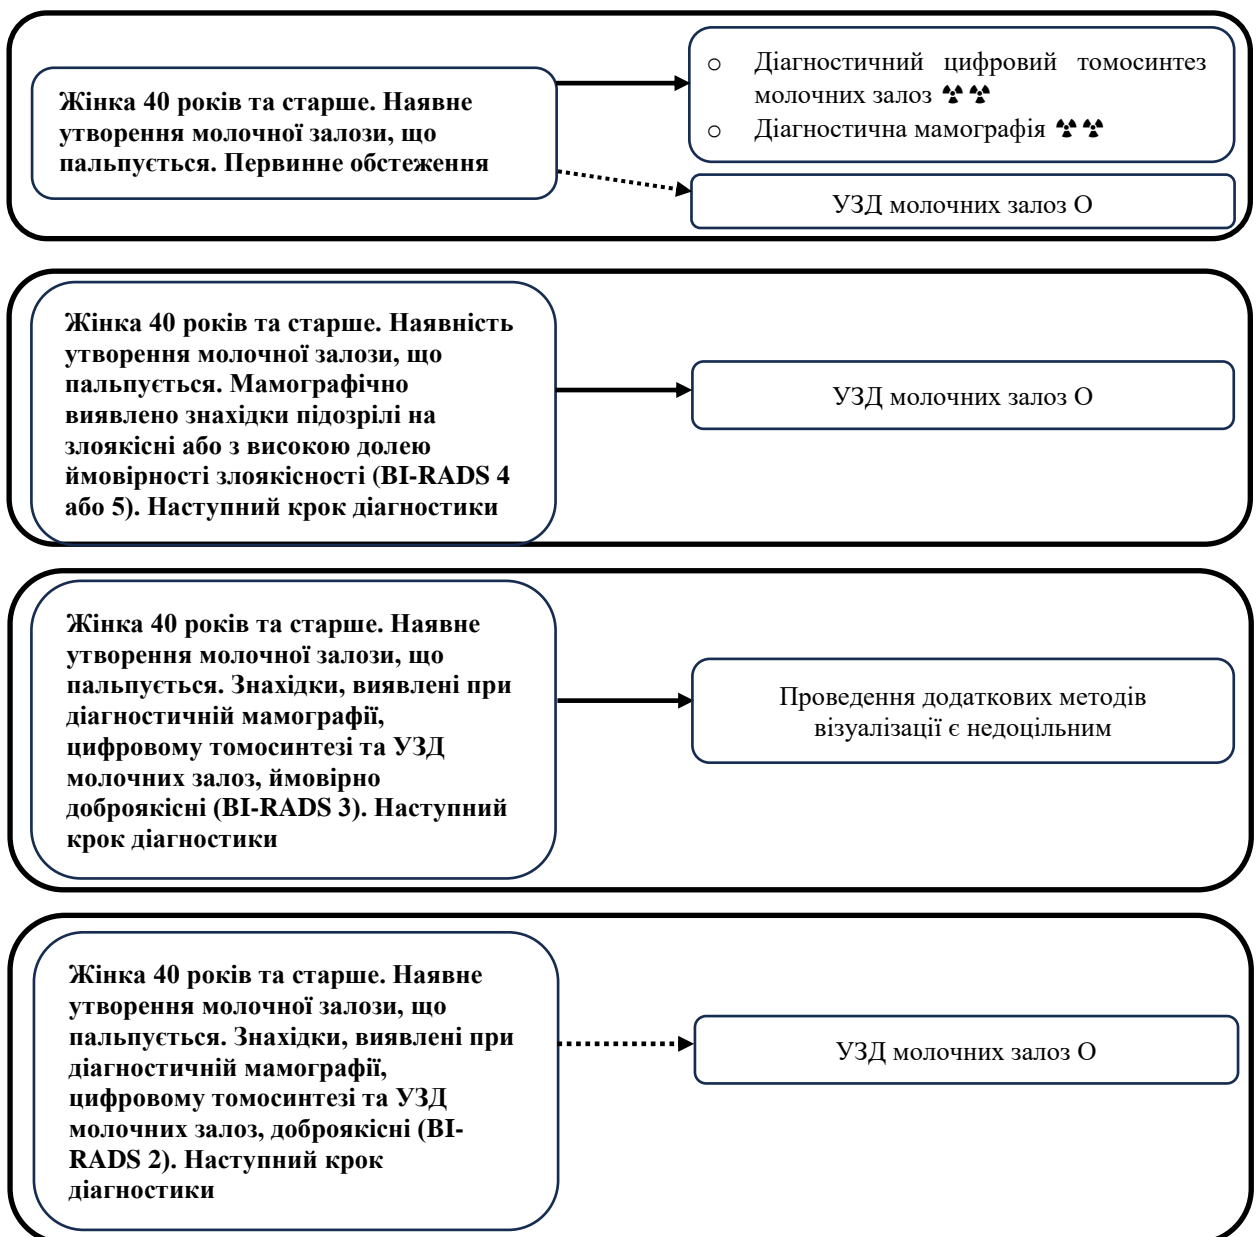 Жінка 40 років та старше. Наявне
утворення молочної залози, що
пальпується. Первинне обстеження
o Діагностичний цифровий томосинтез
молочних залоз ☢☢
o Діагностична мамографія ☢☢
УЗД молочних залоз О
Жінка 40 років та старше. Наявність
утворення молочної залози, що
пальпується. Мамографічно
виявлено знахідки підозрілі на
злоякісні або з високою долею
ймовірності злоякісності (BI-RADS 4
або 5). Наступний крок діагностики
УЗД молочних залоз О
Жінка 40 років та старше. Наявне
утворення молочної залози, що
пальпується. Знахідки, виявлені при
діагностичній мамографії,
цифровому томосинтезі та УЗД
молочних залоз, ймовірно
доброякісні (BI-RADS 3). Наступний
крок діагностики
Проведення додаткових методів
візуалізації є недоцільним
Жінка 40 років та старше. Наявне
утворення молочної залози, що
пальпується. Знахідки, виявлені при
діагностичній мамографії,
цифровому томосинтезі та УЗД
молочних залоз, доброякісні (BI-
RADS 2). Наступний крок
діагностики
УЗД молочних залоз О